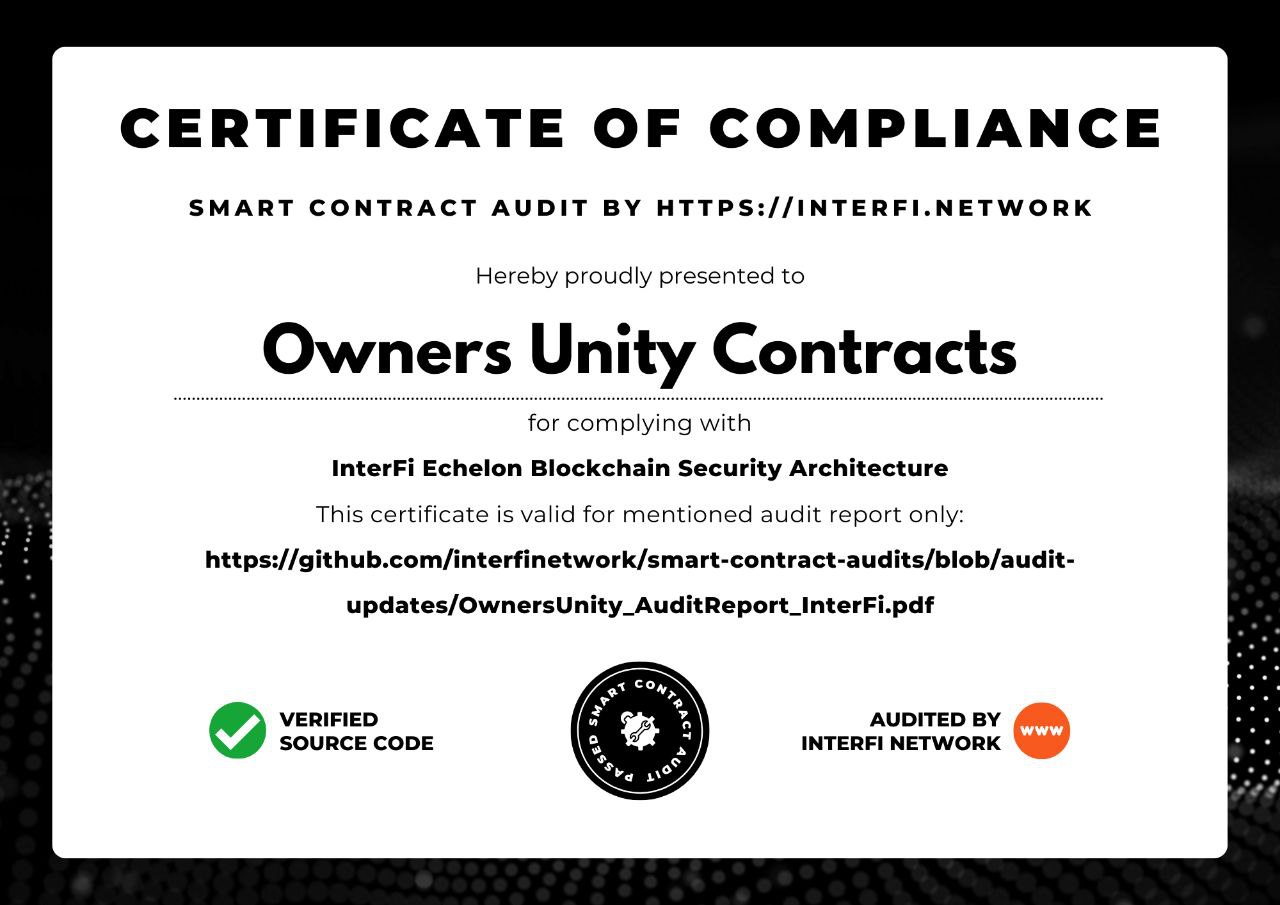 CERTIFICATE OF COMPLIANCE
SMART CONTRACT AUDIT BY HTTPS://INTERFI.NETWORK
Hereby proudly presented to
Owners Unity Contracts
for complying with
InterFi Echelon Blockchain Security Architecture
This certificate is valid for mentioned audit report only:
https://github.com/interfinetwork/smart-contract-audits/blob/audit-
updates/OwnersUnity_AuditReport_InterFi.pdf
VERIFIED
SOURCE CODE
PASSED SMART CONTRACT AUDIT
AUDITED BY
INTERFI NETWORK
www